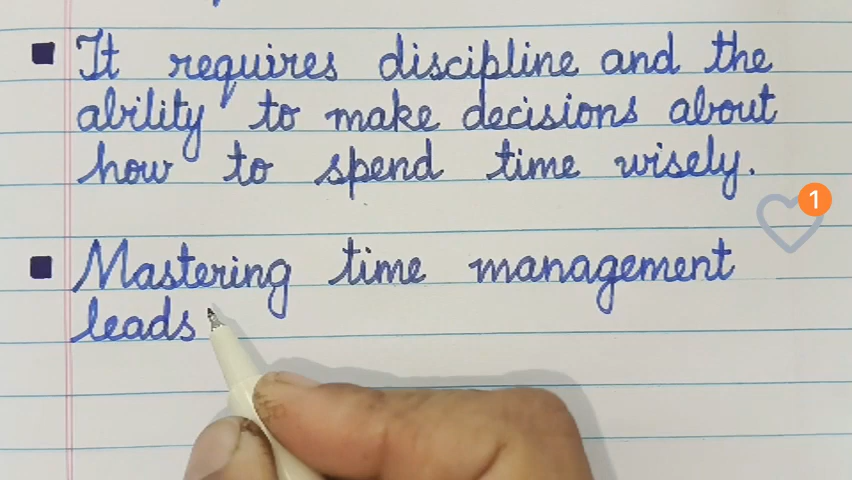 It requires discipline and the
ability to make decisions about
how to spend time wisely.
1
Mastering time management
leads